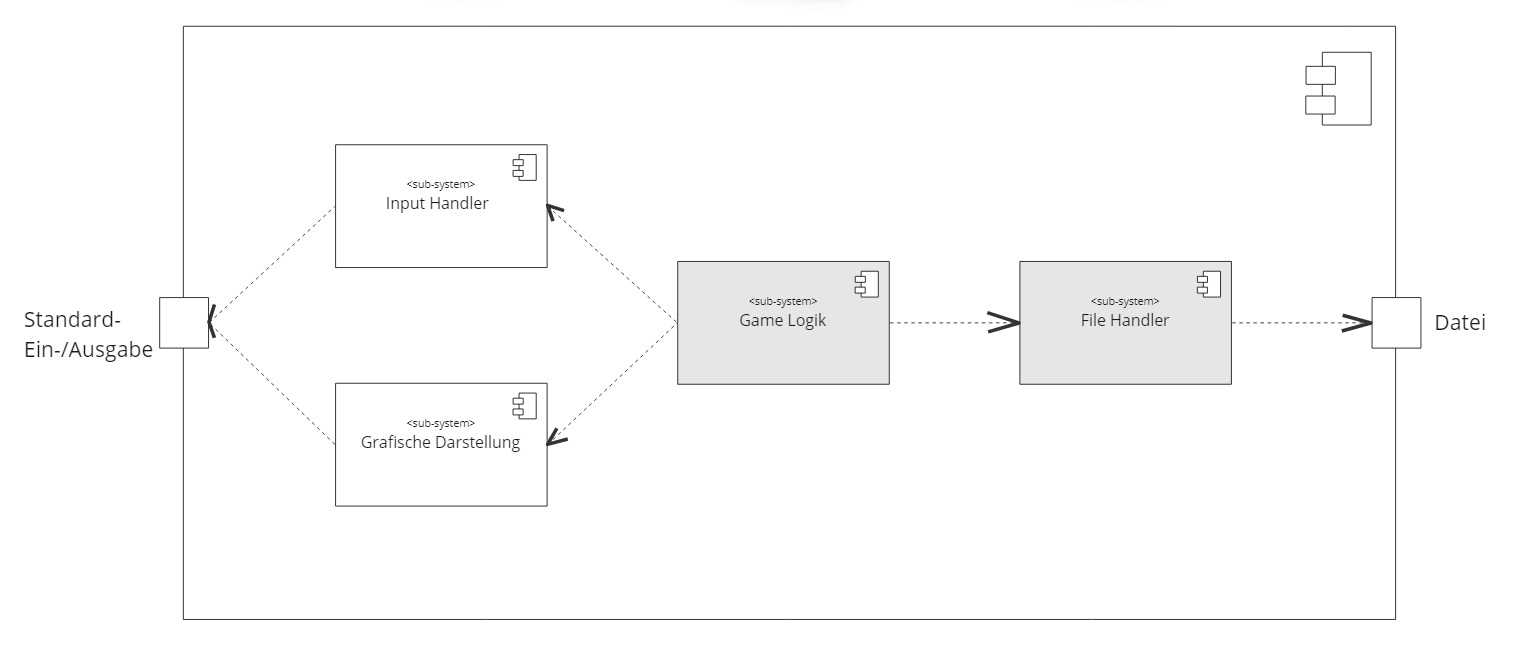 <sub-system>
Input Handler
Standard-
Ein-/Ausgabe
<sub-system>
Grafische Darstellung
<sub-system>
Game Logik
<sub-system>
File Handler
Datei